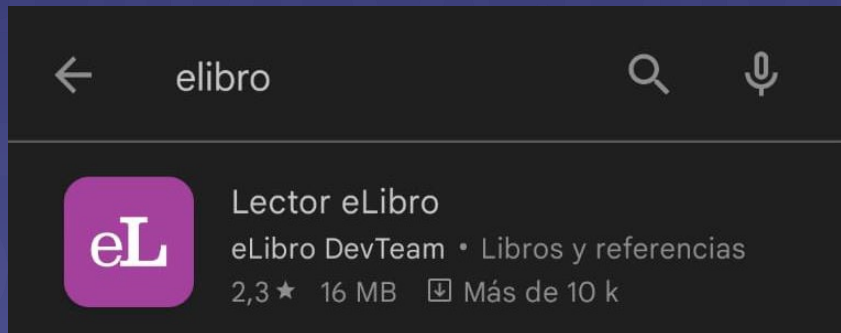 elibro
eL
Lector eLibro
eLibro DevTeam • Libros y referencias
2,3★ 16 MB Más de 10 k